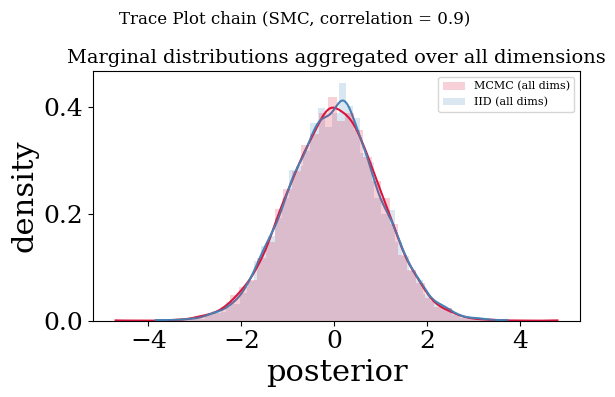 Trace Plot chain (SMC, correlation = 0.9)
Marginal distributions aggregated over all dimensions
MCMC (all dims)
IID (all dims)
density
0.4
0.2
0.0
−4
−2
0
2
4
posterior